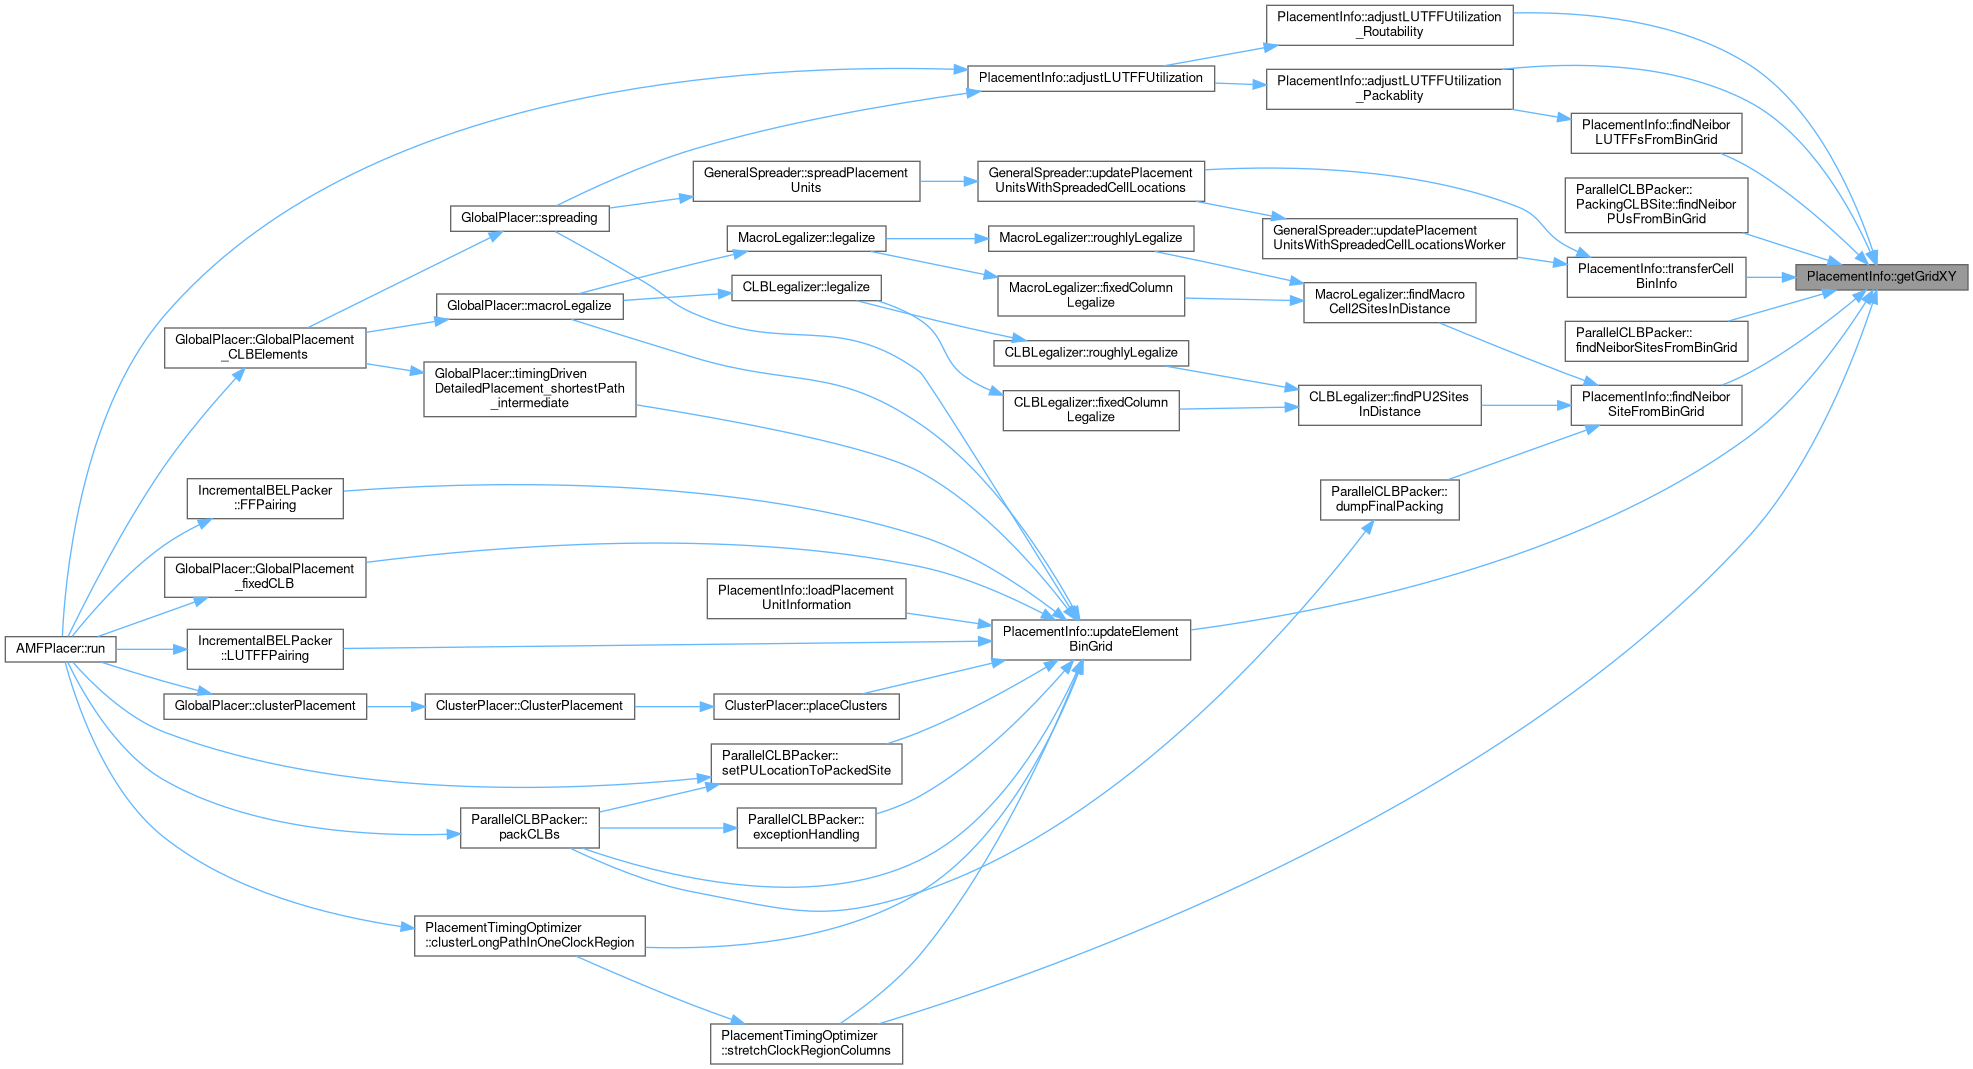 PlacementInfo::adjustLUTFFUtilization
_Routability
PlacementInfo::adjustLUTFFUtilization
PlacementInfo::adjustLUTFFUtilization
_Packablity
PlacementInfo::findNeibor
LUTFFsFromBinGrid
GeneralSpreader::spreadPlacement
Units
GeneralSpreader::updatePlacement
UnitsWithSpreadedCellLocations
ParallelCLBPacker::
PackingCLBSite::findNeibor
PUsFromBinGrid
GlobalPlacer::spreading
MacroLegalizer::legalize
MacroLegalizer::roughlyLegalize
GeneralSpreader::updatePlacement
UnitsWithSpreadedCellLocationsWorker
PlacementInfo::transferCell
BinInfo
PlacementInfo::getGridXY
CLBLegalizer::legalize
MacroLegalizer::fixedColumn
Legalize
MacroLegalizer::findMacro
Cell2SitesInDistance
GlobalPlacer::macroLegalize
GlobalPlacer::GlobalPlacement
_CLBElements
CLBLegalizer::roughlyLegalize
ParallelCLBPacker::
findNeiborSitesFromBinGrid
GlobalPlacer::timingDriven
DetailedPlacement_shortestPath
_intermediate
CLBLegalizer::fixedColumn
Legalize
CLBLegalizer::findPU2Sites
InDistance
PlacementInfo::findNeibor
SiteFromBinGrid
IncrementalBELPacker
::FFPairing
ParallelCLBPacker::
dumpFinalPacking
GlobalPlacer::GlobalPlacement
_fixedCLB
PlacementInfo::loadPlacement
UnitInformation
AMFPlacer::run
IncrementalBELPacker
::LUTFFPairing
PlacementInfo::updateElement
BinGrid
GlobalPlacer::clusterPlacement
ClusterPlacer::ClusterPlacement
ClusterPlacer::placeClusters
ParallelCLBPacker::
setPULocationToPackedSite
ParallelCLBPacker::
packCLBs
ParallelCLBPacker::
exceptionHandling
PlacementTimingOptimizer
::clusterLongPathInOneClockRegion
PlacementTimingOptimizer
::stretchClockRegionColumns